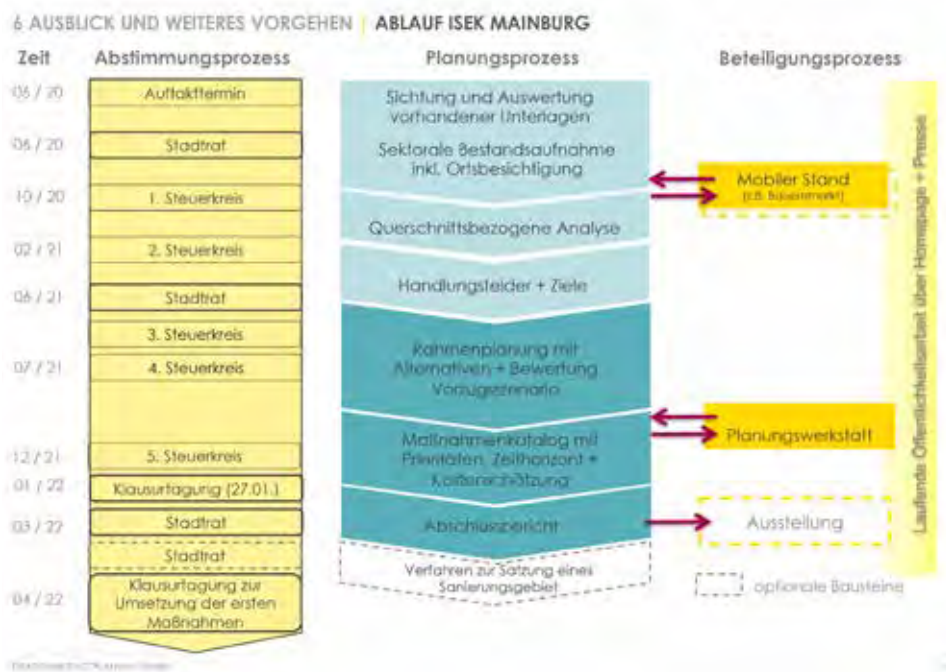 6 AUSBLICK UND WEITERES VORGEHEN | ABLAUF ISEK MAINBURG
Zeit
Abstimmungsprozess
Planungsprozess
Beteiligungsprozess
05 / 20
06 / 20
10 / 20
02 / 21
06 / 21
07 / 21
12 / 21
01 / 22
03 / 22
04 / 22
Auftakttermin
Stadtrat
1. Steuerkreis
2. Steuerkreis
Stadtrat
3. Steuerkreis
4. Steuerkreis
5. Steuerkreis
Klausurtagung (27.01.)
Stadtrat
Stadtrat
Klausurtagung zur
Umsetzung der ersten
Maßnahmen
Sichtung und Auswertung
vorhandener Unterlagen
Sektorale Bestandsaufnahme
inkl. Ortsbesichtigung
Querschnittsbezogene Analyse
Handlungsfelder + Ziele
Rahmenplanung mit
Alternativen + Bewertung
Vorzugsszenario
Maßnahmenkatalog mit
Prioritäten, Zeithorizont +
Kostenschätzung
Abschlussbericht
Verfahren zur Satzung eines
Sanierungsgebiet
Mobiler Stand
(z.B. Bauernmarkt)
Planungswerkstatt
Ausstellung
optionale Bausteine
Laufende Öffentlichkeitsarbeit über Homepage + Presse